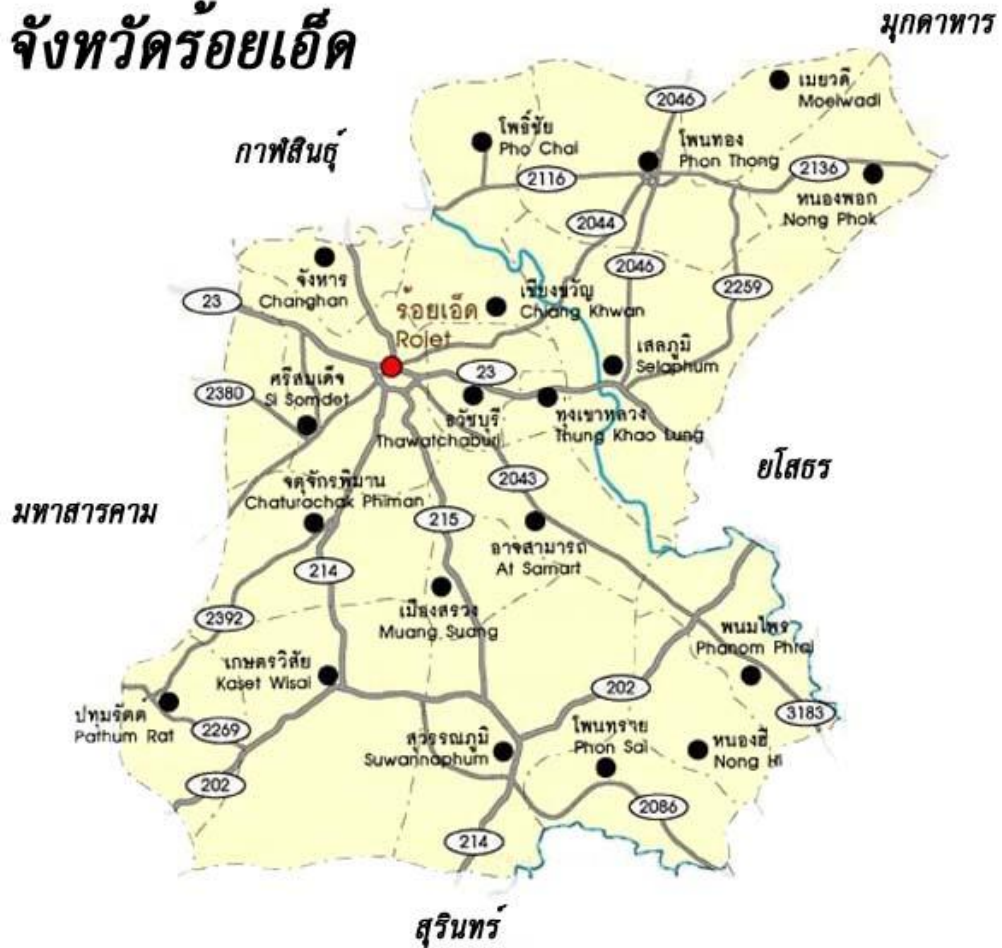 จังหวัดร้อยเอ็ด
มุกดาหาร
เมยวดี
Moeiwadi
2046
โพธิ์ชัย
Pho Chai
โพนทอง
Phon Thong
กาฬสินธุ์
2116
2136
หนองพอก
Nong Phok
2044
2046
จังหาร
Changhan
2259
23
ร้อยเอ็ด
Roiet
เชียงขวัญ
Chiang Khwan
เสลภูมิ
Selaphum
23
2380
ศรีสมเด็จ
Si Somdet
ธวัชบุรี
Thawatchaburi
ทุ่งเขาหลวง
Thung Khao Lung
ยโสธร
จตุจักรพิมาน
Chaturachak Phiman
2043
มหาสารคาม
215
อาจสามารถ
At Samart
214
เมืองสรวง
Muang Suang
2392
พนมไพร
Phanom Phrai
เกษตรวิสัย
Kaset Wisai
202
ปทุมรัตต์
Pathum Rat
3183
2269
สุวรรณภูมิ
Suwannaphum
โพนทราย
Phon Sai
หนองฮี
Nong Hi
202
2086
214
สุรินทร์